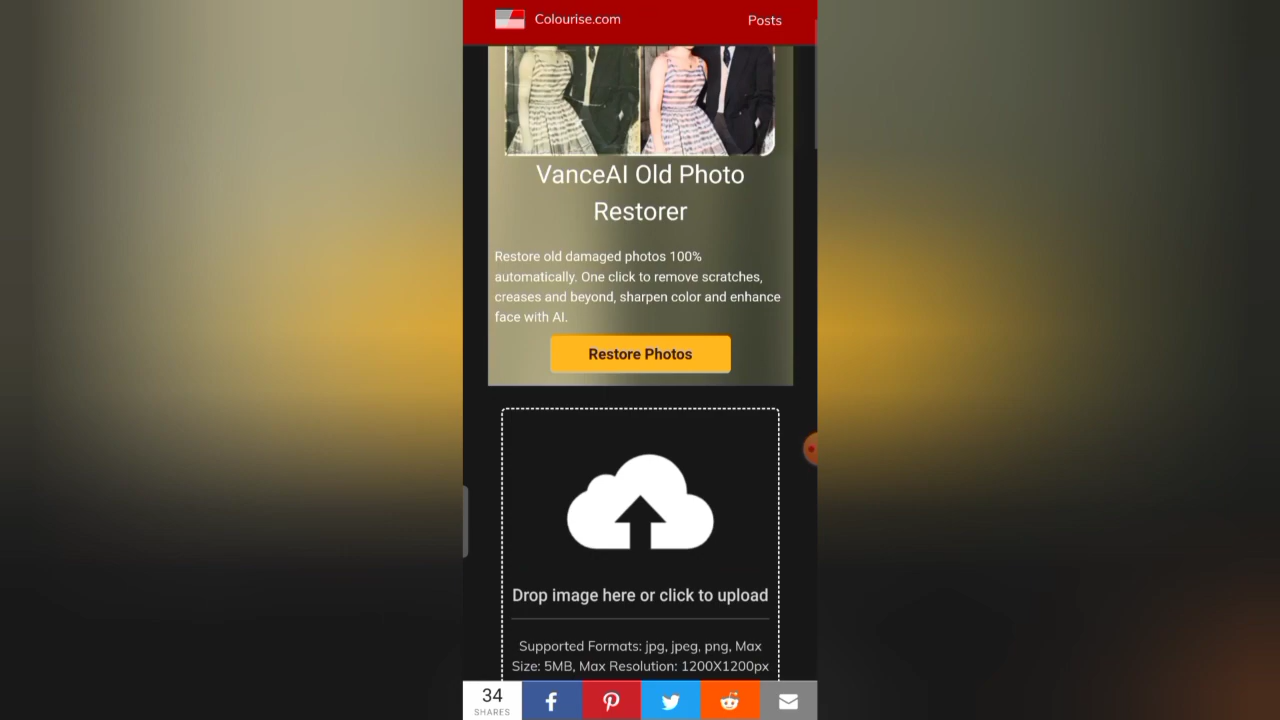 Colourise.com
Posts
VanceAI Old Photo
Restorer
Restore old damaged photos 100%
automatically. One click to remove scratches,
creases and beyond, sharpen color and enhance
face with AI.
Restore Photos
Drop image here or click to upload
Supported Formats: jpg, jpeg, png, Max
Size: 5MB, Max Resolution: 1200X1200px
34
SHARES